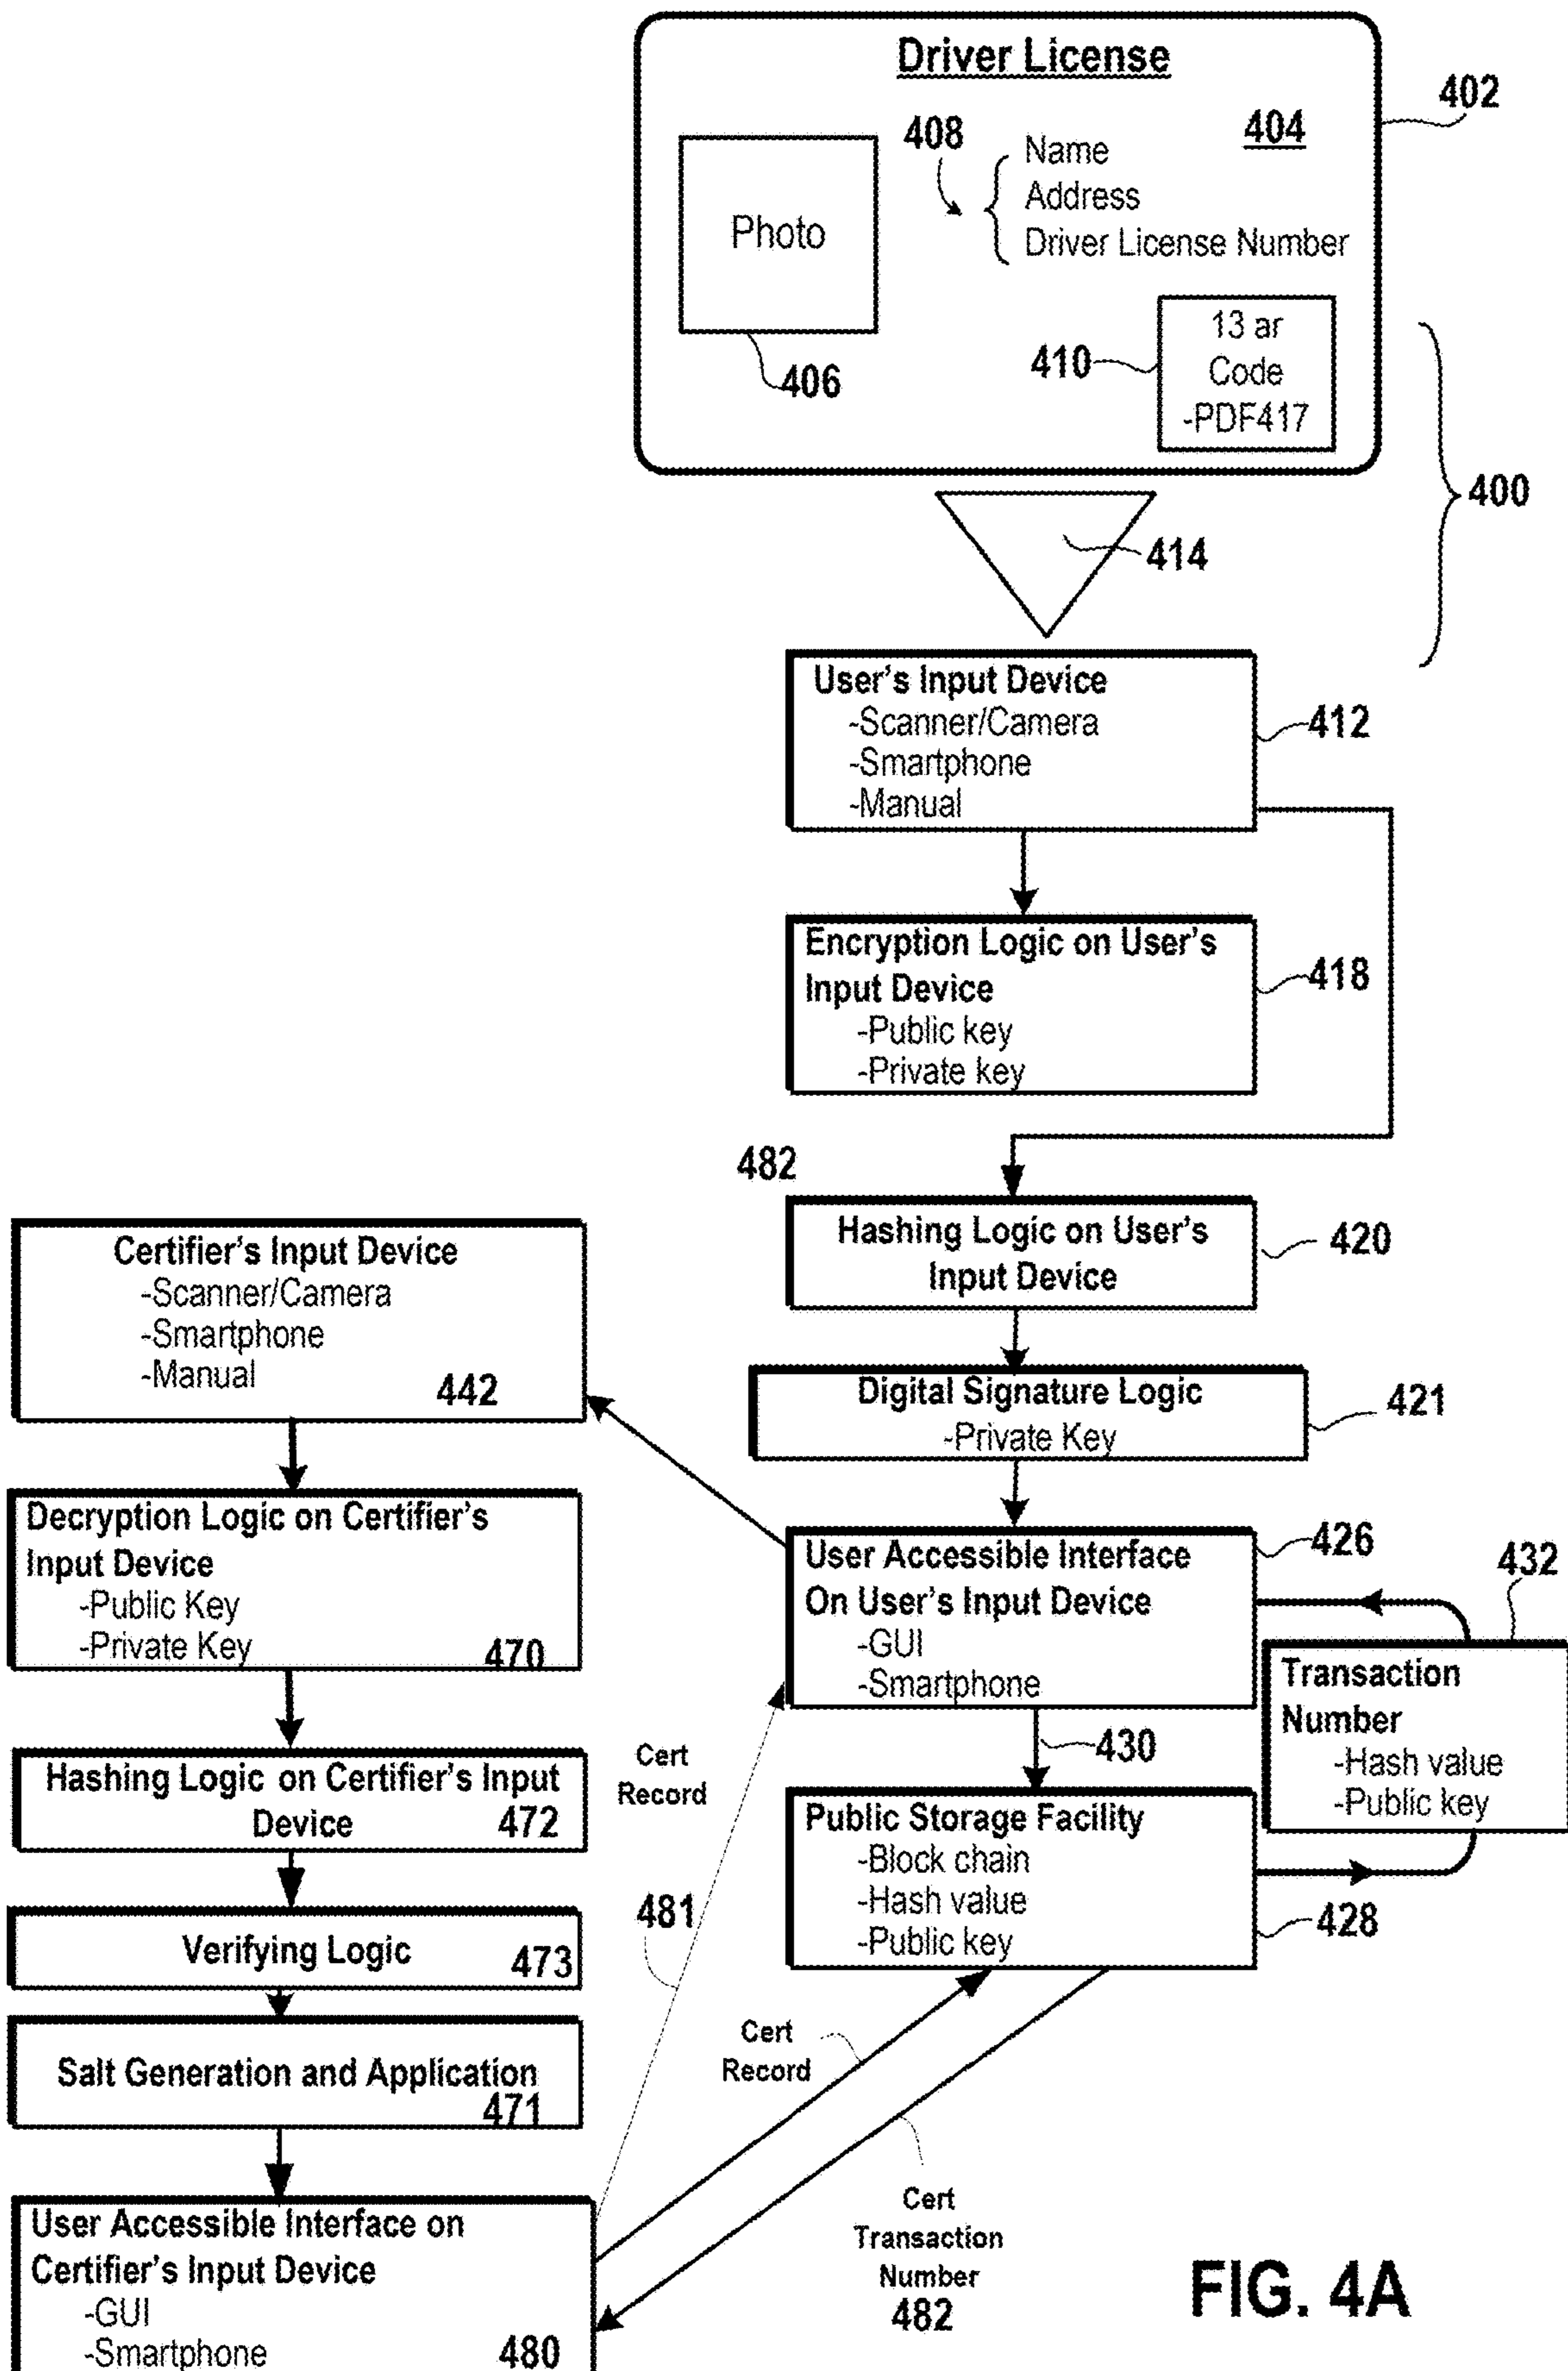 Driver License
402
404
408
Name
Address
Driver License Number
Photo
406
410
13 ar
Code
-PDF417
400
414
User's Input Device
-Scanner/Camera
-Smartphone
-Manual
412
Encryption Logic on User's
Input Device
-Public key
-Private key
418
482
Hashing Logic on User's
Input Device
420
Certifier's Input Device
-Scanner/Camera
-Smartphone
-Manual
442
Digital Signature Logic
-Private Key
421
Decryption Logic on Certifier's
Input Device
-Public Key
-Private Key
470
User Accessible Interface
On User's Input Device
-GUI
-Smartphone
426
432
Transaction
Number
-Hash value
-Public key
430
Hashing Logic on Certifier's Input
Device
472
Cert
Record
Public Storage Facility
-Block chain
-Hash value
-Public key
428
481
Verifying Logic
473
Salt Generation and Application
471
Cert
Record
User Accessible Interface on
Certifier's Input Device
-GUI
-Smartphone
480
Cert
Transaction
Number
482
FIG. 4A